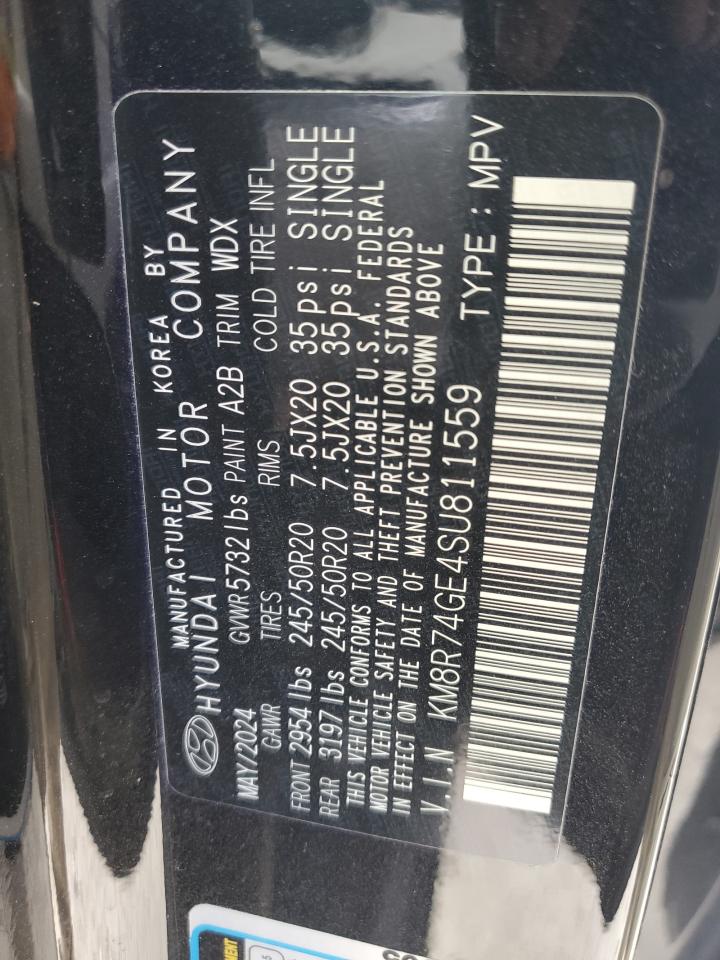 MANUFACTURED IN KOREA BY
HYUNDAI MOTOR COMPANY
MAY/2024 GVWR 5732 lbs PAINT A2B TRIM WDX
GAWR TIRES RIMS COLD TIRE INFL
FRONT 2954 lbs 245/50R20 7.5JX20 35psi SINGLE
REAR 3197 lbs 245/50R20 7.5JX20 35psi SINGLE
THIS VEHICLE CONFORMS TO ALL APPLICABLE U.S.A. FEDERAL
MOTOR VEHICLE SAFETY AND THEFT PREVENTION STANDARDS
IN EFFECT ON THE DATE OF MANUFACTURE SHOWN ABOVE
V.I.N KM8R74GE4SU811559 TYPE : MPV